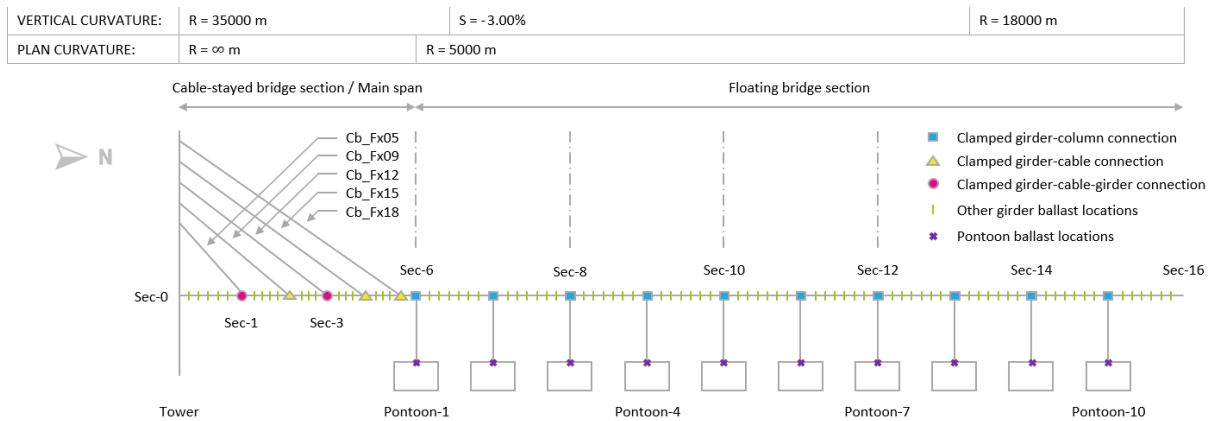 VERTICAL CURVATURE: R = 35000 m S = -3.00% R = 18000 m
PLAN CURVATURE: R = ∞ m R = 5000 m
Cable-stayed bridge section / Main span Floating bridge section
N
Cb_Fx05
Cb_Fx09
Cb_Fx12
Cb_Fx15
Cb_Fx18
Clamped girder-column connection
Clamped girder-cable connection
Clamped girder-cable-girder connection
Other girder ballast locations
Pontoon ballast locations
Sec-6 Sec-8 Sec-10 Sec-12 Sec-14 Sec-16
Sec-0
Sec-1 Sec-3
Tower Pontoon-1 Pontoon-4 Pontoon-7 Pontoon-10